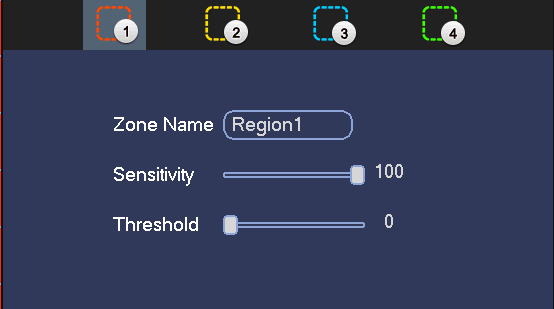 1 2 3 4
Zone Name Region1
Sensitivity 100
Threshold 0